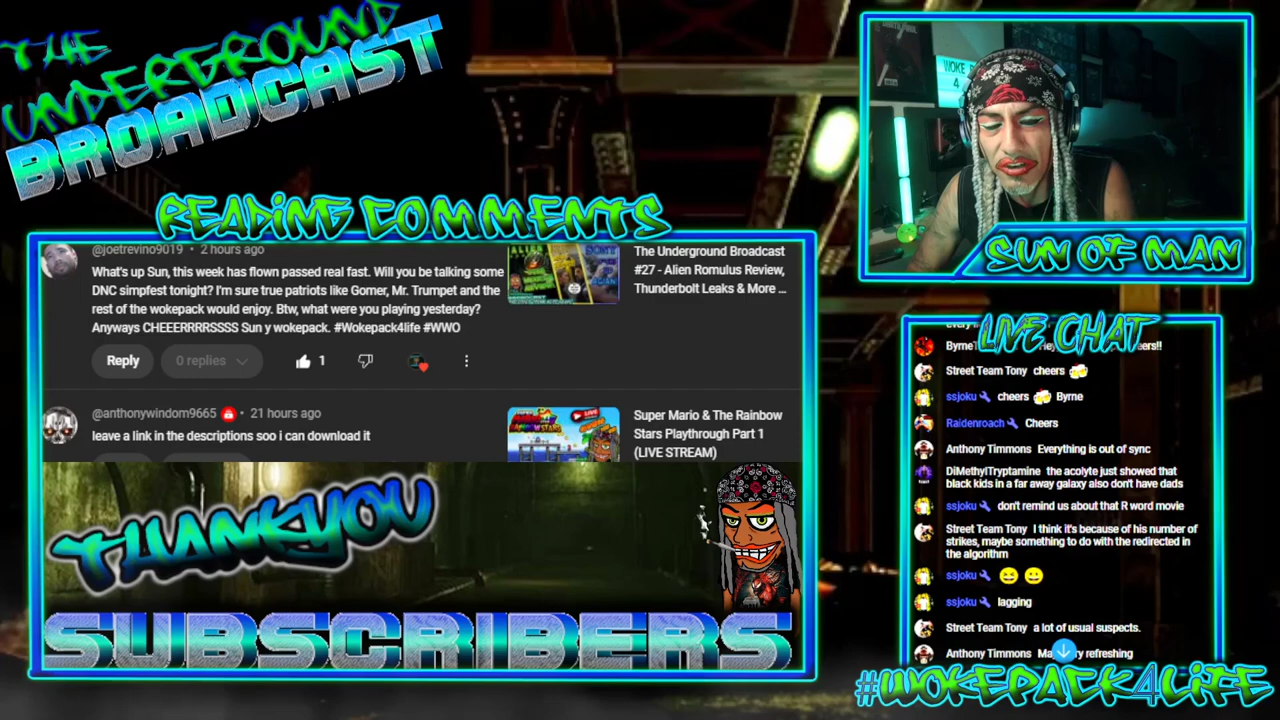 THE
UNDERGROUND
BROADCAST
READING COMMENTS
@joetrevino9019 • 2 hours ago
What's up Sun, this week has flown passed real fast. Will you be talking some
DNC simpfest tonight? I'm sure true patriots like Gomer, Mr. Trumpet and the
rest of the wokepack would enjoy. Btw, what were you playing yesterday?
Anyways CHEEERRRRSSSS Sun y wokepack. #Wokepack4life #WWO
Reply
0 replies
1
The Underground Broadcast
#27 - Alien Romulus Review,
Thunderbolt Leaks & More ...
@anthonywindom9665 • 21 hours ago
leave a link in the descriptions soo i can download it
Super Mario & The Rainbow
Stars Playthrough Part 1
(LIVE STREAM)
THANKYOU
SUBSCRIBERS
WOKE
4
SUN OF MAN
LIVE CHAT
Street Team Tony cheers
ssjoku cheers Byrne
Raidenroach Cheers
Anthony Timmons Everything is out of sync
DiMethylTryptamine the acolyte just showed that
black kids in a far away galaxy also don't have dads
ssjoku don't remind us about that R word movie
Street Team Tony I think it's because of his number of
strikes, maybe something to do with the redirected in
the algorithm
ssjoku
ssjoku lagging
Street Team Tony a lot of usual suspects.
Anthony Timmons refreshing
#WOKEPACK4LIFE